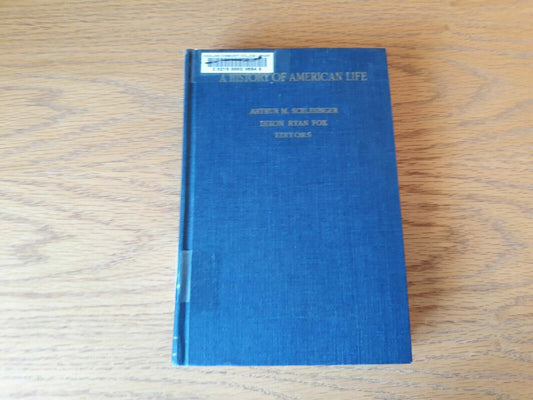 A HISTORY OF AMERICAN LIFE
ARTHUR M. SCHLESINGER
DIXON RYAN FOX
EDITORS